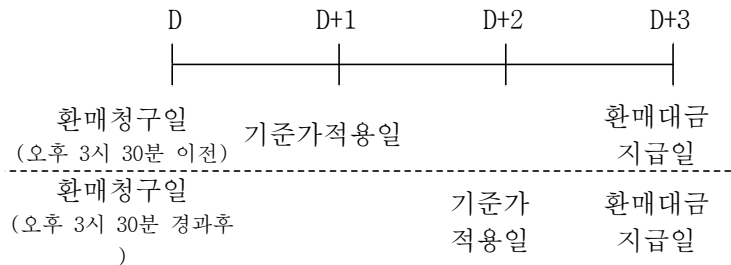 D D+1 D+2 D+3
환매청구일
(오후 3시 30분 이전)
기준가적용일
환매대금
지급일
환매청구일
(오후 3시 30분 경과후
)
기준가
적용일
환매대금
지급일